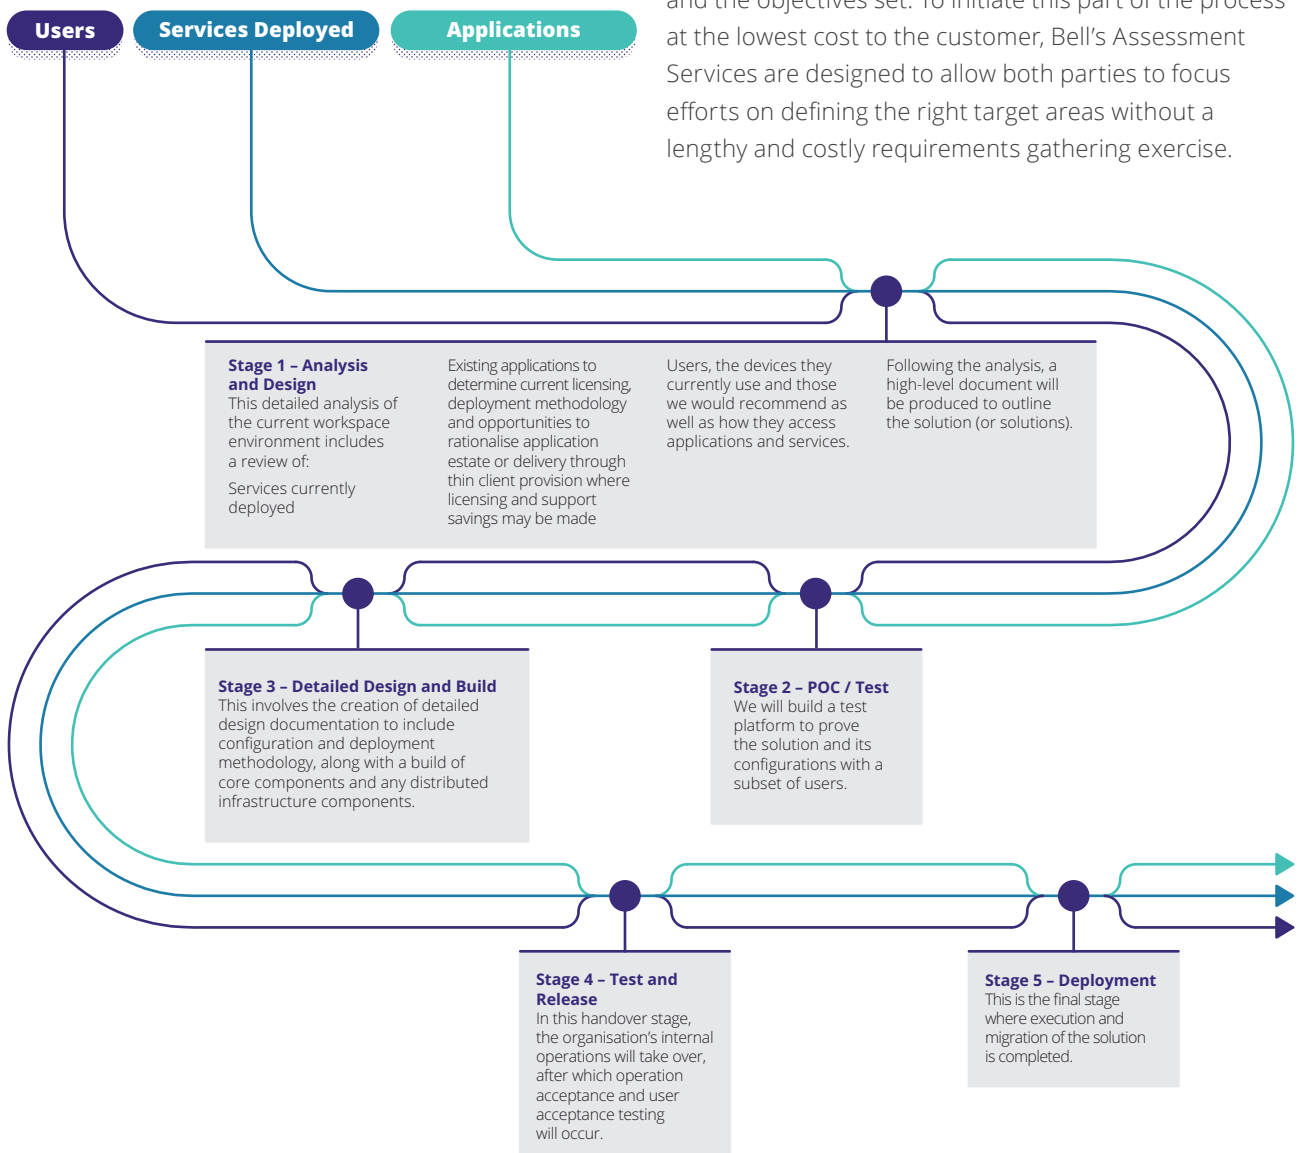 and the objectives set. To initiate this part of the process
at the lowest cost to the customer, Bell’s Assessment
Services are designed to allow both parties to focus
efforts on defining the right target areas without a
lengthy and costly requirements gathering exercise.
Users
Services Deployed
Applications
Stage 1 – Analysis
and Design
This detailed analysis of
the current workspace
environment includes
a review of:
Services currently
deployed
Existing applications to
determine current licensing,
deployment methodology
and opportunities to
rationalise application
estate or delivery through
thin client provision where
licensing and support
savings may be made
Users, the devices they
currently use and those
we would recommend as
well as how they access
applications and services.
Following the analysis, a
high-level document will
be produced to outline
the solution (or solutions).
Stage 2 – POC / Test
We will build a test
platform to prove
the solution and its
configurations with a
subset of users.
Stage 3 – Detailed Design and Build
This involves the creation of detailed
design documentation to include
configuration and deployment
methodology, along with a build of
core components and any distributed
infrastructure components.
Stage 4 – Test and
Release
In this handover stage,
the organisation’s internal
operations will take over,
after which operation
acceptance and user
acceptance testing
will occur.
Stage 5 – Deployment
This is the final stage
where execution and
migration of the solution
is completed.